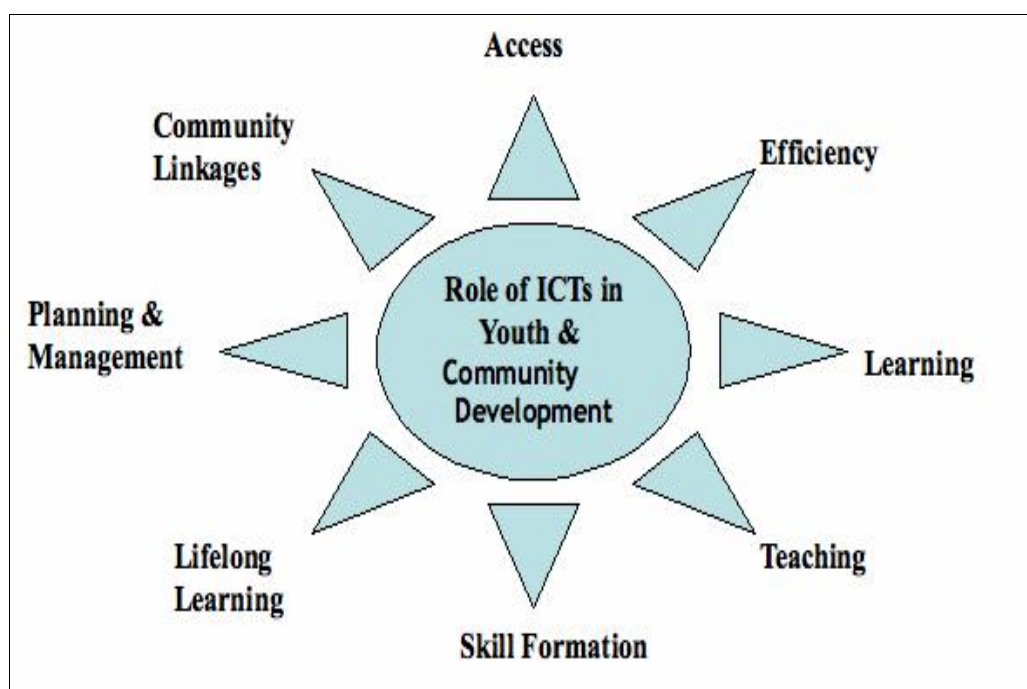 Access
Community
Linkages
Efficiency
Role of ICTs in
Youth &
Community
Development
Planning &
Management
Learning
Lifelong
Learning
Teaching
Skill Formation